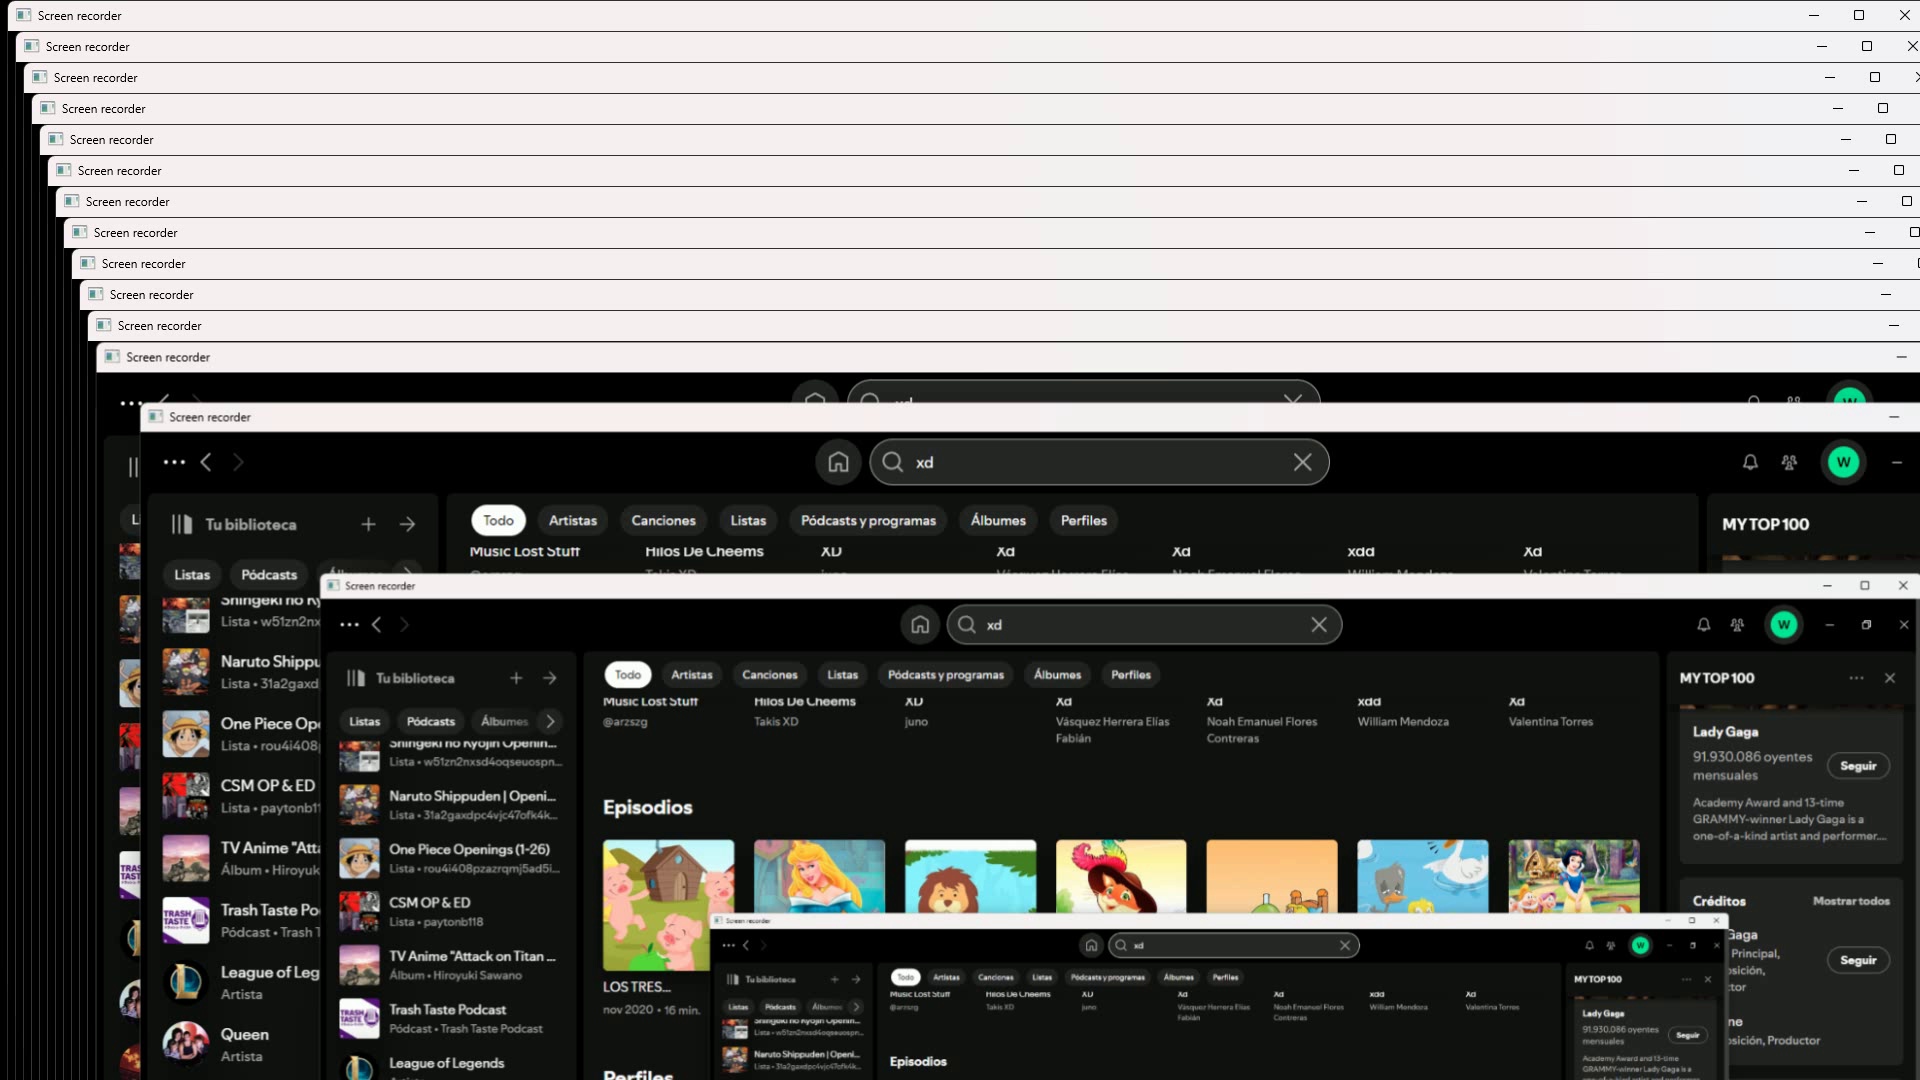 Screen recorder
Screen recorder
Screen recorder
Screen recorder
Screen recorder
Screen recorder
Screen recorder
Screen recorder
Screen recorder
Screen recorder
Screen recorder
Screen recorder
Screen recorder
xd
W
Tu biblioteca
MY TOP 100
Todo Artistas Canciones Listas Pódcasts y programas Álbumes Perfiles
Music Lost Stuff Hilos De Cheems XD Xd Xd xdd Xd
Listas Pódcasts
Shingeki no Ky
Lista • w51zn2n
Naruto Shippu
Lista • 31a2gaxd
One Piece Op
Lista • rou4i408
CSM OP & ED
Lista • paytonb1
TV Anime "Atta
Álbum • Hiroyuk
Trash Taste Po
Pódcast • Trash T
League of Leg
Artista
Queen
Artista
Screen recorder
xd
W
Tu biblioteca
Listas Pódcasts Álbumes
Shingeki no Kyojin Openin...
Lista • w51zn2nxsd4oqseuospn...
Naruto Shippuden | Openi...
Lista • 31a2gaxdpc4vjc47ofk4k...
One Piece Openings (1-26)
Lista • rou4i408pzazrqmj5ad5i...
CSM OP & ED
Lista • paytonb118
TV Anime "Attack on Titan ...
Álbum • Hiroyuki Sawano
Trash Taste Podcast
Pódcast • Trash Taste Podcast
League of Legends
Todo Artistas Canciones Listas Pódcasts y programas Álbumes Perfiles
Music Lost Stuff Hilos De Cheems XD Xd Xd xdd Xd
@arzszg Takis XD juno Vásquez Herrera Elías Fabián Noah Emanuel Flores Contreras William Mendoza Valentina Torres
Episodios
LOS TRES...
nov 2020 • 16 min.
Perfiles
MY TOP 100
Lady Gaga
91.930.086 oyentes
mensuales
Seguir
Academy Award and 13-time
GRAMMY-winner Lady Gaga is a
one-of-a-kind artist and performer....
Créditos Mostrar todos
Seguir
Screen recorder
xd
W
Tu biblioteca
Listas Pódcasts Álbumes
Shingeki no Kyojin Openin...
Lista • w51zn2nxsd4oqseuospn...
Naruto Shippuden | Openi...
Lista • 31a2gaxdpc4vjc47ofk4k...
Todo Artistas Canciones Listas Pódcasts y programas Álbumes Perfiles
Music Lost Stuff Hilos De Cheems XD Xd Xd xdd Xd
@arzszg Takis XD juno Vásquez Herrera Elías Fabián Noah Emanuel Flores Contreras William Mendoza Valentina Torres
Episodios
MY TOP 100
Lady Gaga
91.930.086 oyentes
mensuales
Seguir
Academy Award and 13-time
GRAMMY-winner Lady Gaga is a